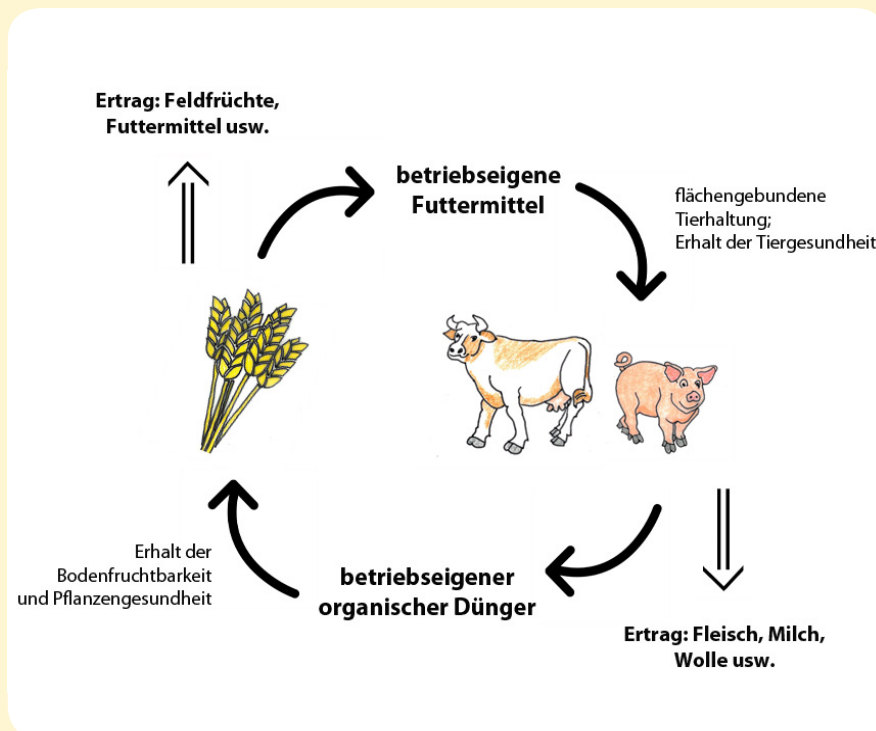 Ertrag: Feldfrüchte,
Futtermittel usw.
betriebseigene
Futtermittel
flächengebundene
Tierhaltung;
Erhalt der Tiergesundheit
Erhalt der
Bodenfruchtbarkeit
und Pflanzengesundheit
betriebseigener
organischer Dünger
Ertrag: Fleisch, Milch,
Wolle usw.